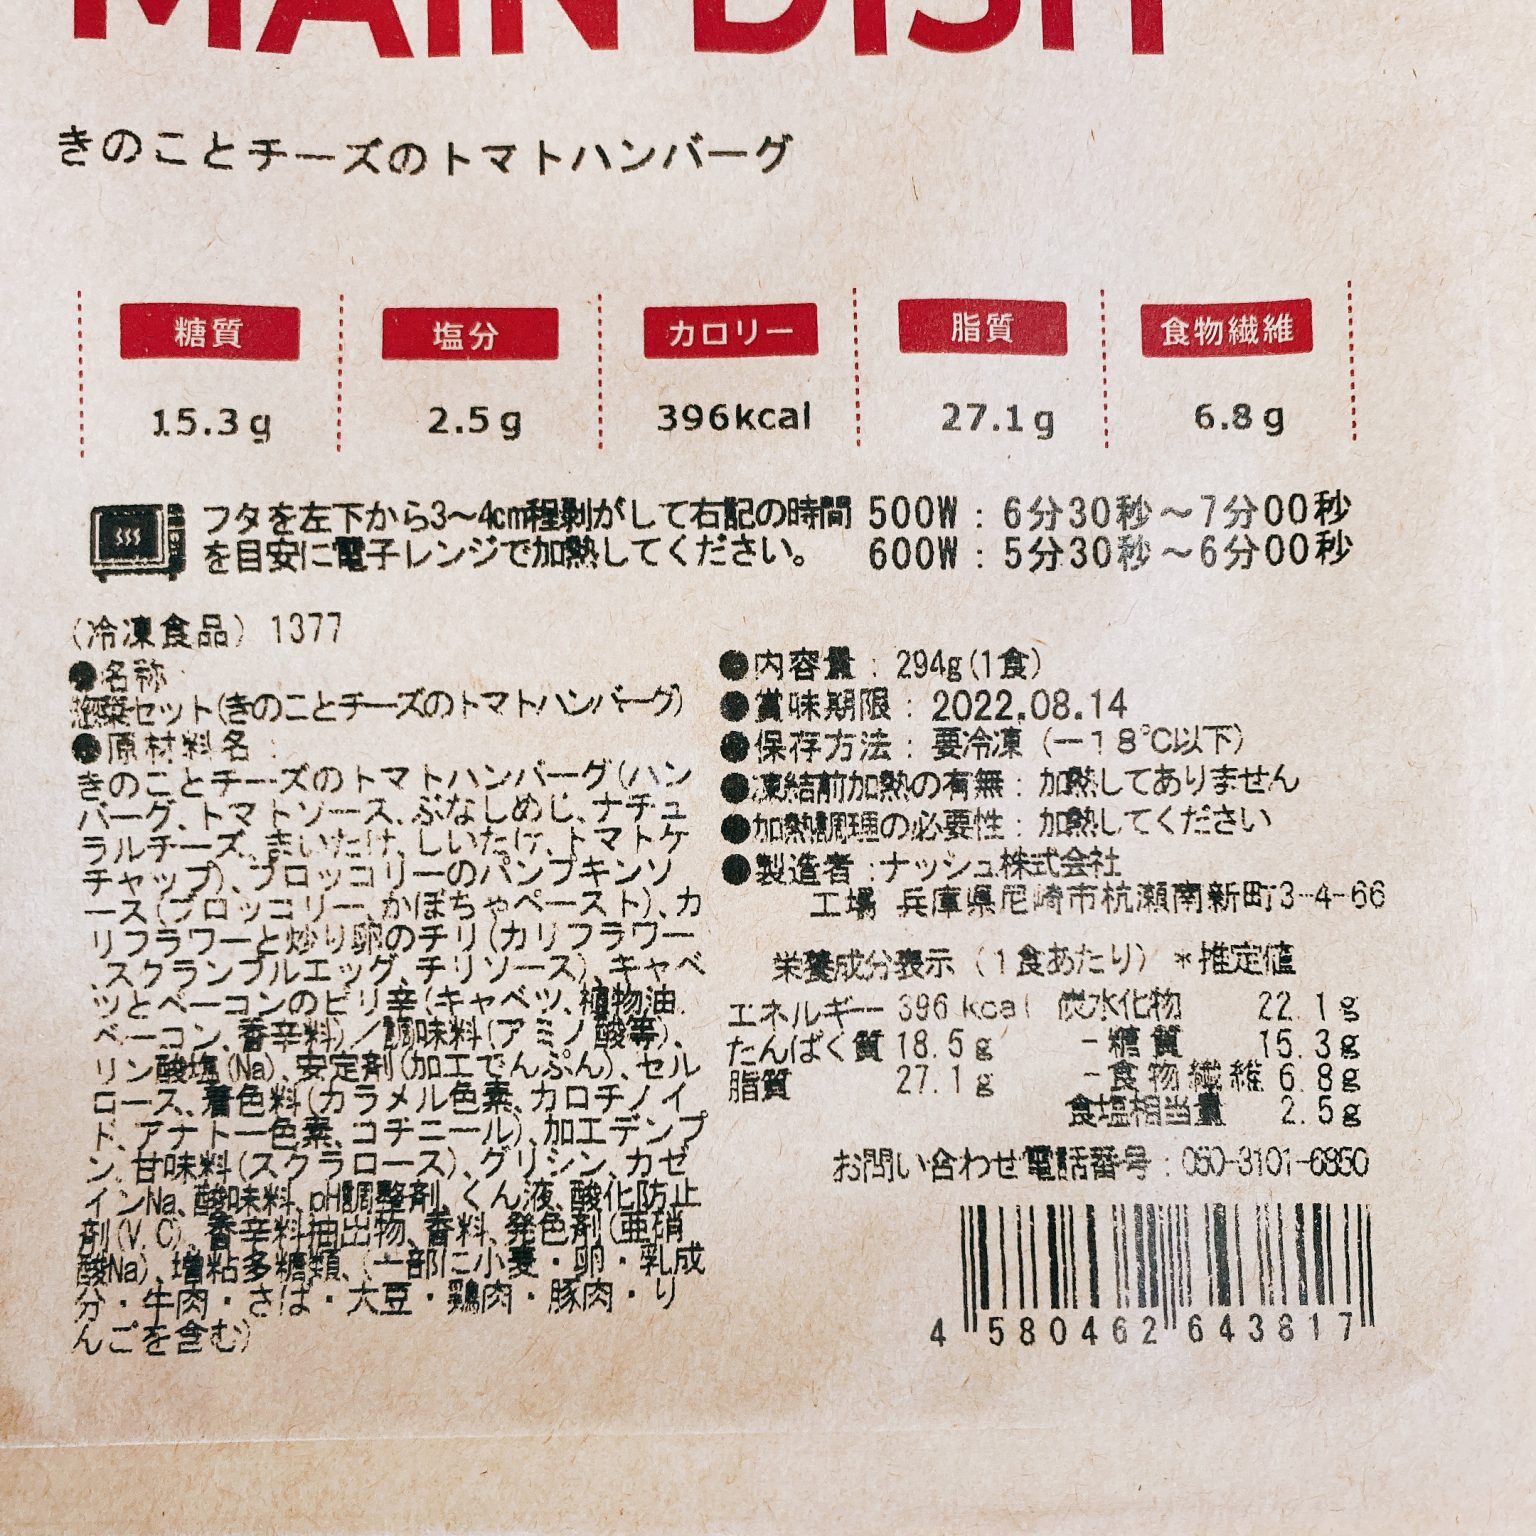 MAIN DISH
きのことチーズのトマトハンバーグ
糖質 塩分 カロリー 脂質 食物繊維
15.3g 2.5g 396kcal 27.1g 6.8g
フタを左下から3〜4cm程剥がして右記の時間
を目安に電子レンジで加熱してください。
500W：6分30秒〜7分00秒
600W：5分30秒〜6分00秒
(冷凍食品) 1377
●名称：
惣菜セット(きのことチーズのトマトハンバーグ)
●原材料名：
きのことチーズのトマトハンバーグ(ハン
バーグ、トマトソース、ぶなしめじ、ナチュ
ラルチーズ、まいたけ、しいたけ、トマトケ
チャップ)、ブロッコリーのパンプキンソ
ース(ブロッコリー、かぼちゃペースト)、カ
リフラワーと炒り卵のチリ(カリフラワー
、スクランブルエッグ、チリソース)、キャベ
ツとベーコンのピリ辛(キャベツ、植物油、
ベーコン、香辛料)／調味料(アミノ酸等)、
リン酸塩(Na)、安定剤(加工でんぷん)、セル
ロース、着色料(カラメル色素、カロチノイ
ド、アナトー色素、コチニール)、加工デンプ
ン、甘味料(スクラロース)、グリシン、カゼ
インNa、酸味料、pH調整剤、くん液、酸化防止
剤(V.C)、香辛料抽出物、香料、発色剤(亜硝
酸Na)、増粘多糖類、(一部に小麦・卵・乳成
分・牛肉・さば・大豆・鶏肉・豚肉・り
んごを含む)
●内容量：294g(1食)
●賞味期限：2022.08.14
●保存方法：要冷凍 (−18℃以下)
●凍結前加熱の有無：加熱してありません
●加熱調理の必要性：加熱してください
●製造者：ナッシュ株式会社
工場 兵庫県尼崎市杭瀬南新町3-4-66
栄養成分表示 (1食あたり) *推定値
エネルギー 396 kcal 炭水化物 22.1g
たんぱく質 18.5g −糖質 15.3g
脂質 27.1g −食物繊維 6.8g
食塩相当量 2.5g
お問い合わせ電話番号：050-3101-6850
4 580462 643817